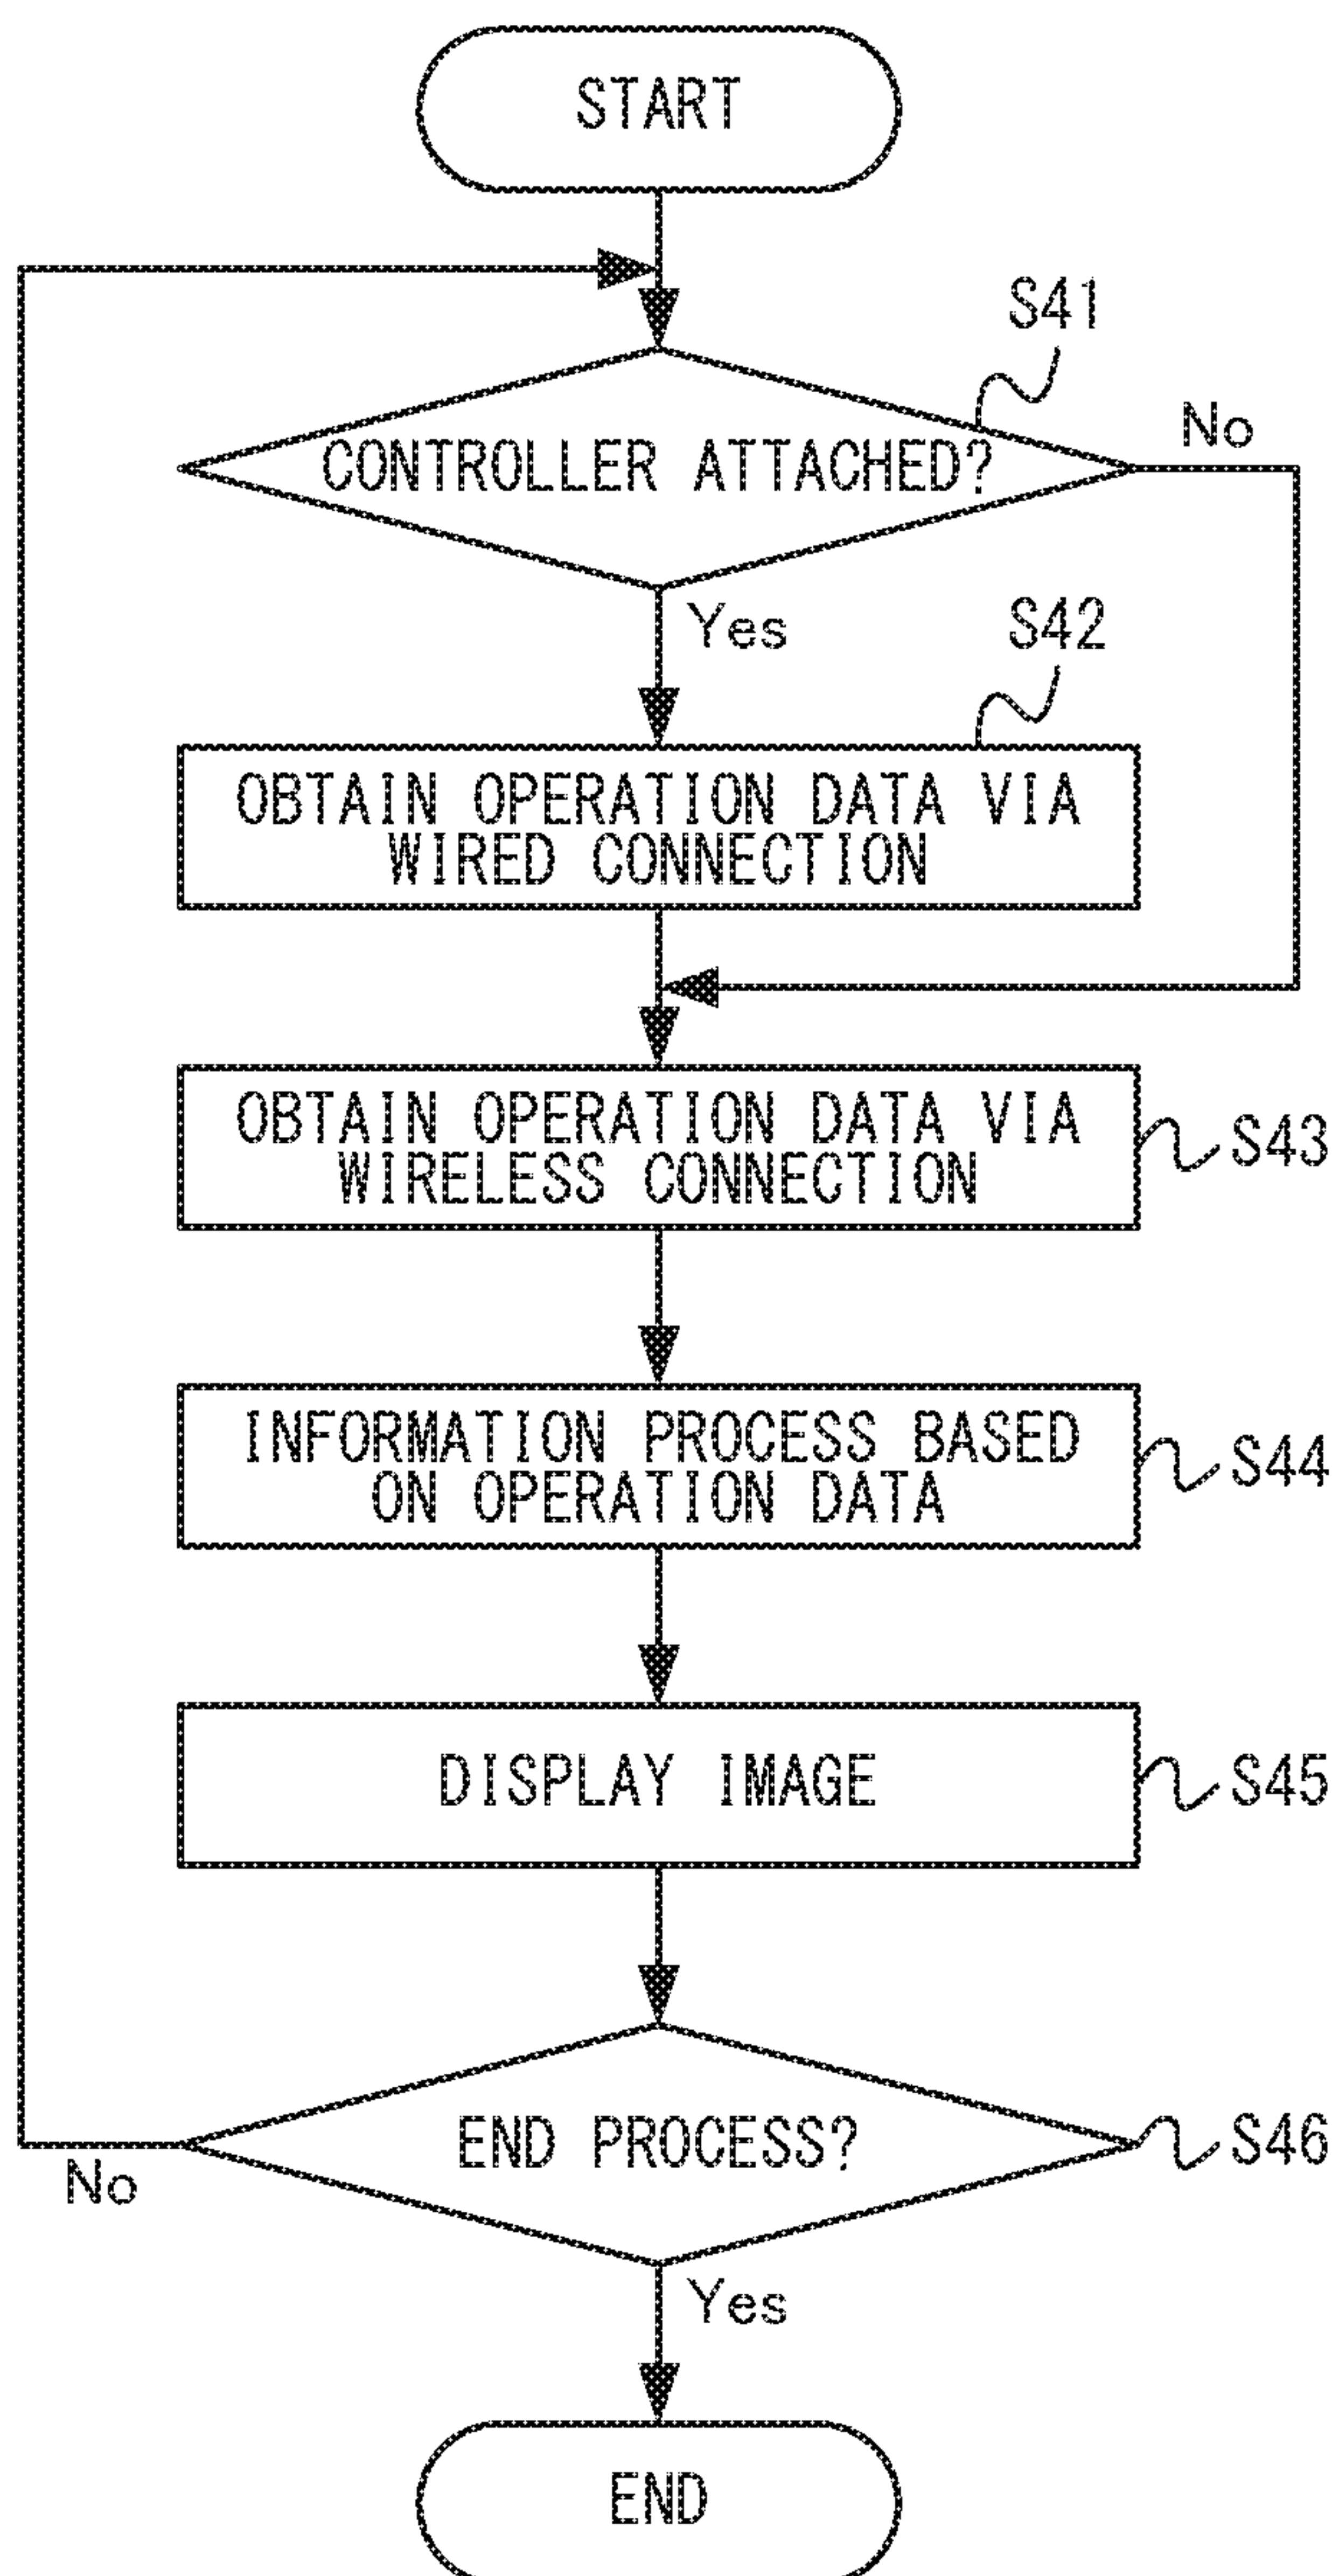 START
S41
CONTROLLER ATTACHED?
No
Yes
S42
OBTAIN OPERATION DATA VIA
WIRED CONNECTION
OBTAIN OPERATION DATA VIA
WIRELESS CONNECTION
S43
INFORMATION PROCESS BASED
ON OPERATION DATA
S44
DISPLAY IMAGE
S45
END PROCESS?
S46
No
Yes
END